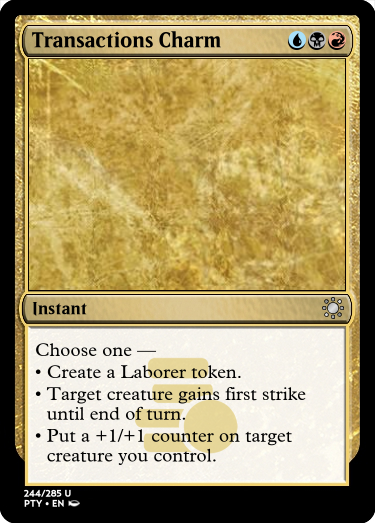 Transactions Charm
Instant
Choose one —
• Create a Laborer token.
• Target creature gains first strike
until end of turn.
• Put a +1/+1 counter on target
creature you control.
244/285 U
PTY • EN